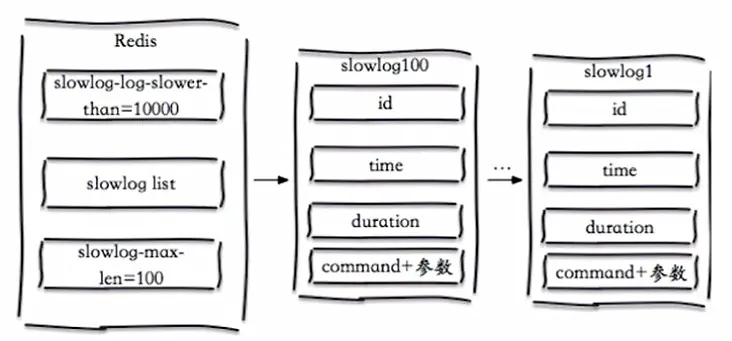 Redis
slowlog-log-slower-
than=10000
slowlog list
slowlog-max-
len=100
slowlog100
id
time
duration
command+参数
...
slowlog1
id
time
duration
command+参数